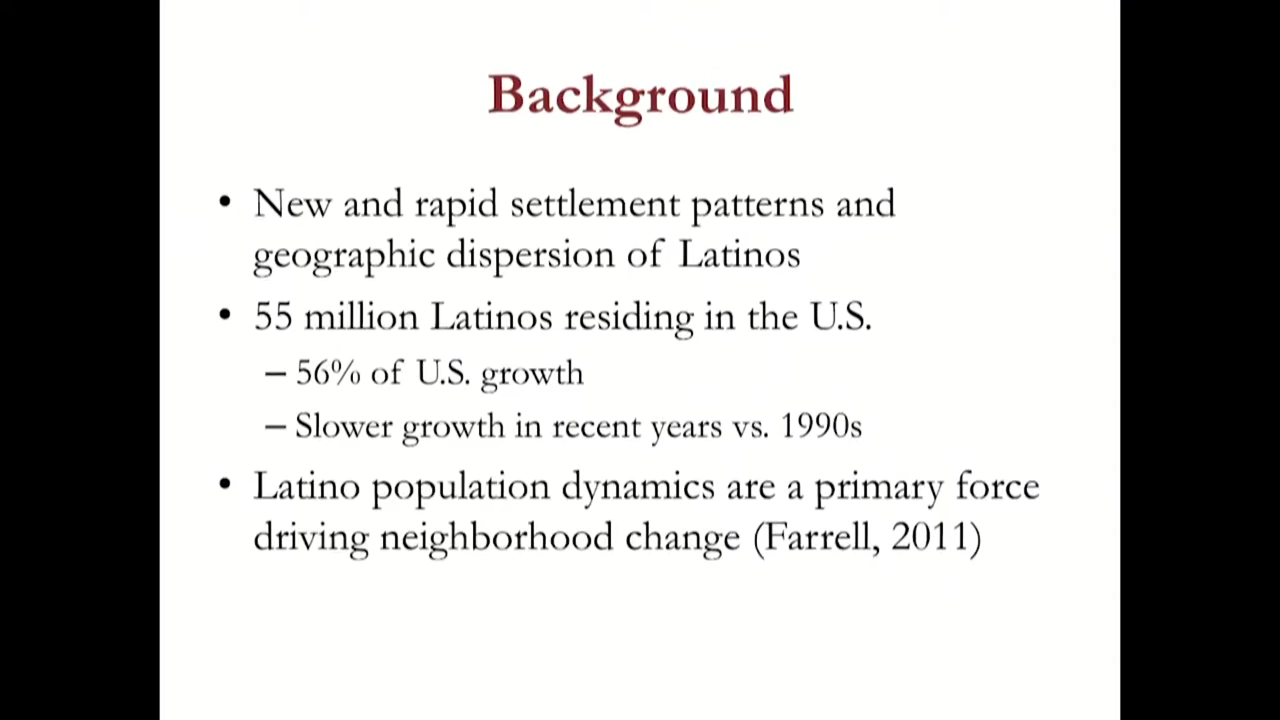 Background
• New and rapid settlement patterns and
geographic dispersion of Latinos
• 55 million Latinos residing in the U.S.
– 56% of U.S. growth
– Slower growth in recent years vs. 1990s
• Latino population dynamics are a primary force
driving neighborhood change (Farrell, 2011)